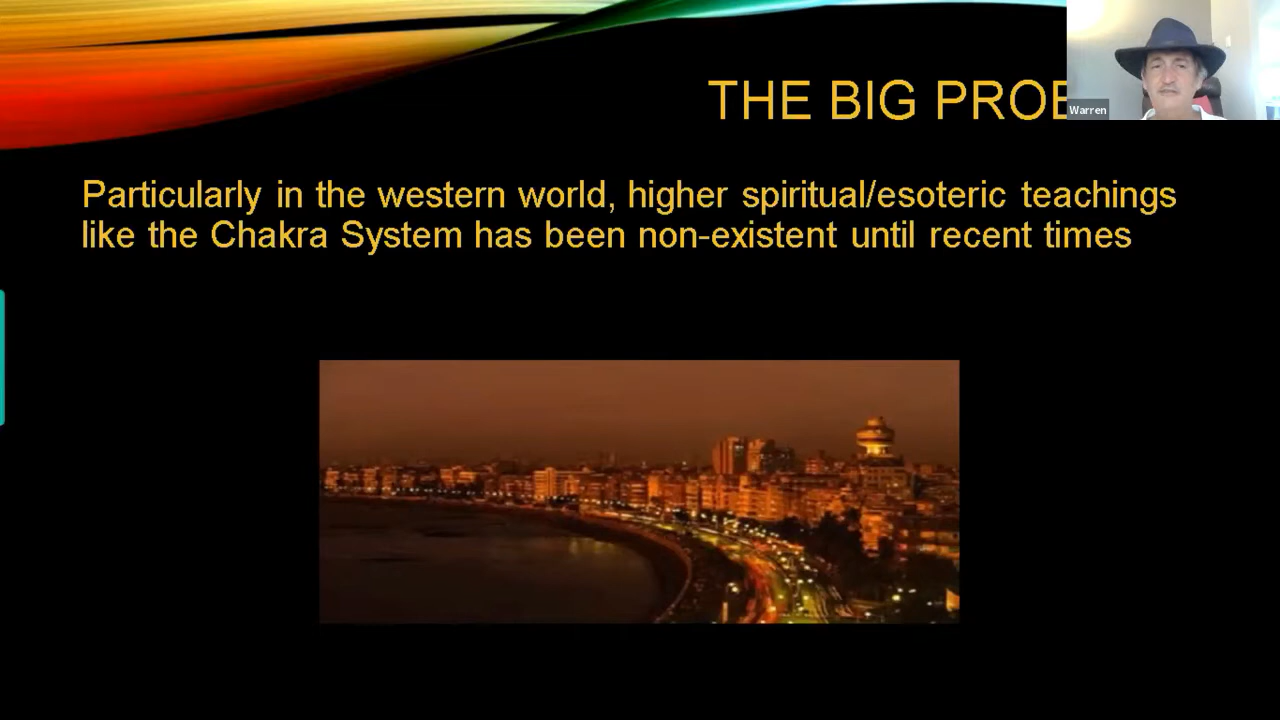 THE BIG PROB
Warren
Particularly in the western world, higher spiritual/esoteric teachings
like the Chakra System has been non-existent until recent times